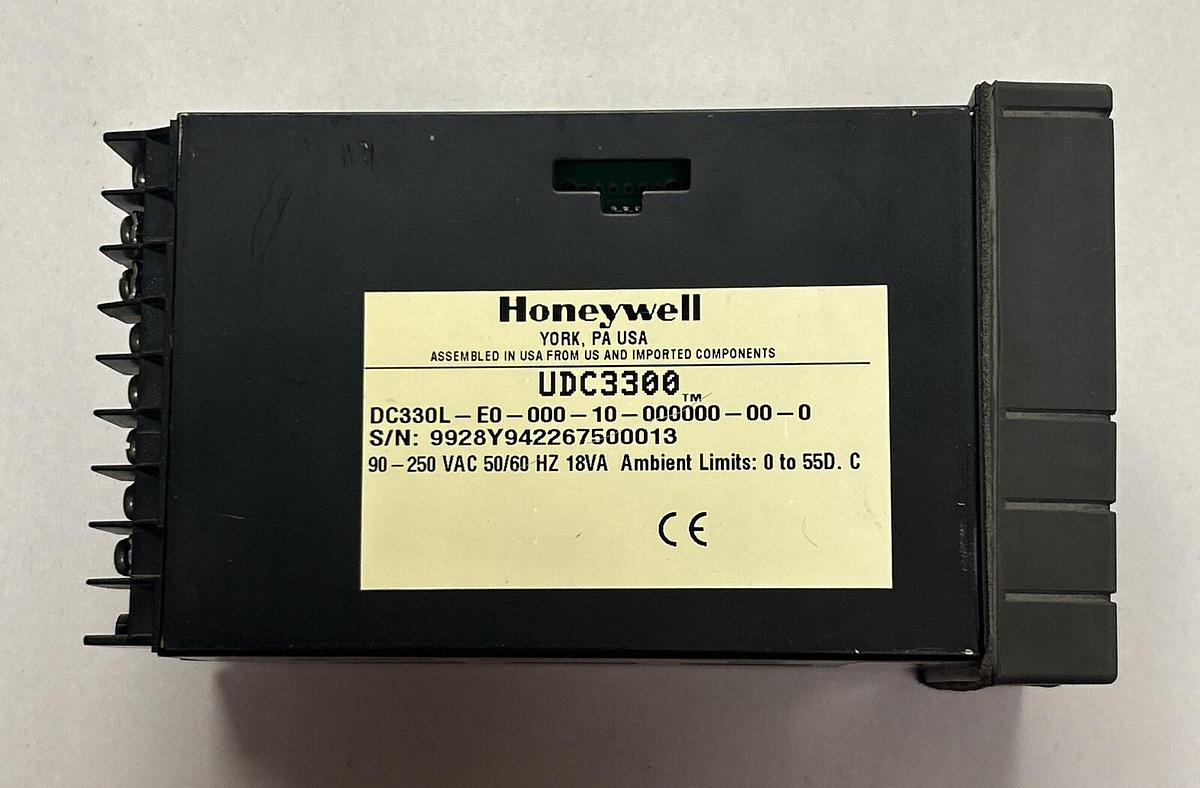 Honeywell
YORK, PA USA
ASSEMBLED IN USA FROM US AND IMPORTED COMPONENTS
UDC3300™
DC330L-E0-000-10-000000-00-0
S/N: 9928Y942267500013
90-250 VAC 50/60 HZ 18VA Ambient Limits: 0 to 55D. C
CE